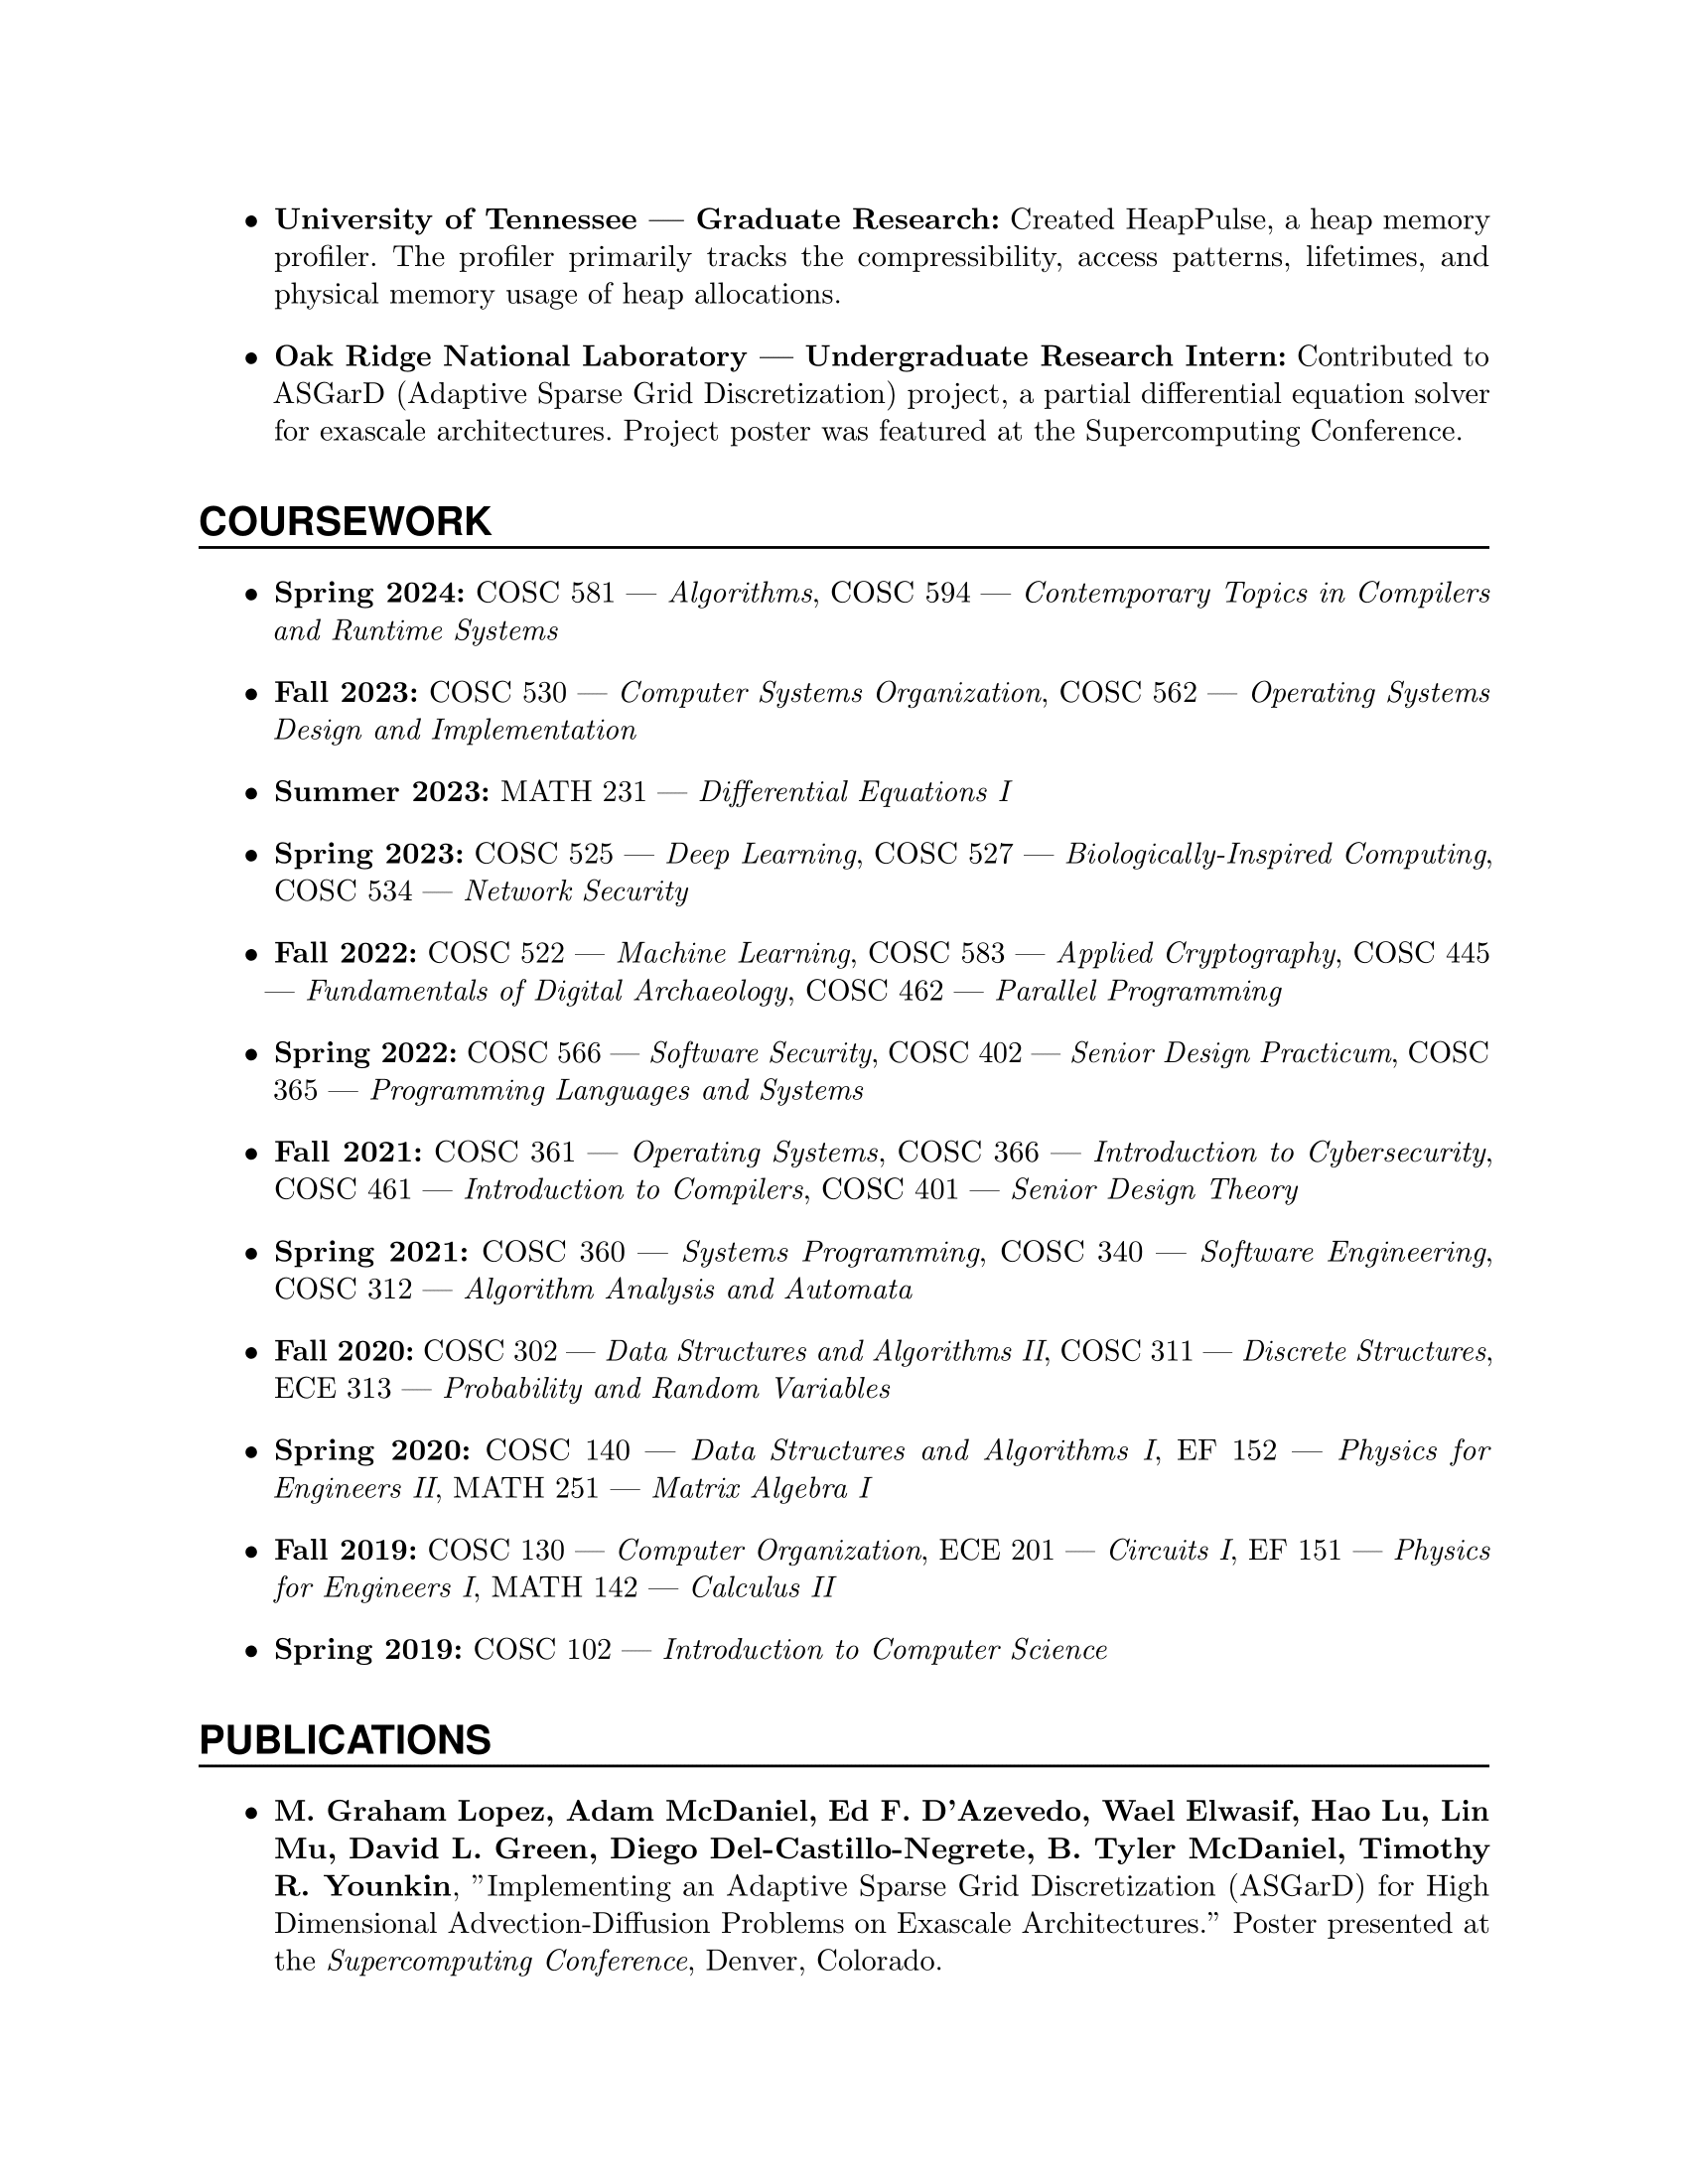 • University of Tennessee — Graduate Research: Created HeapPulse, a heap memory
profiler. The profiler primarily tracks the compressibility, access patterns, lifetimes, and
physical memory usage of heap allocations.
• Oak Ridge National Laboratory — Undergraduate Research Intern: Contributed to
ASGarD (Adaptive Sparse Grid Discretization) project, a partial differential equation solver
for exascale architectures. Project poster was featured at the Supercomputing Conference.
COURSEWORK
• Spring 2024: COSC 581 — Algorithms, COSC 594 — Contemporary Topics in Compilers
and Runtime Systems
• Fall 2023: COSC 530 — Computer Systems Organization, COSC 562 — Operating Systems
Design and Implementation
• Summer 2023: MATH 231 — Differential Equations I
• Spring 2023: COSC 525 — Deep Learning, COSC 527 — Biologically-Inspired Computing,
COSC 534 — Network Security
• Fall 2022: COSC 522 — Machine Learning, COSC 583 — Applied Cryptography, COSC 445
— Fundamentals of Digital Archaeology, COSC 462 — Parallel Programming
• Spring 2022: COSC 566 — Software Security, COSC 402 — Senior Design Practicum, COSC
365 — Programming Languages and Systems
• Fall 2021: COSC 361 — Operating Systems, COSC 366 — Introduction to Cybersecurity,
COSC 461 — Introduction to Compilers, COSC 401 — Senior Design Theory
• Spring 2021: COSC 360 — Systems Programming, COSC 340 — Software Engineering,
COSC 312 — Algorithm Analysis and Automata
• Fall 2020: COSC 302 — Data Structures and Algorithms II, COSC 311 — Discrete Structures,
ECE 313 — Probability and Random Variables
• Spring 2020: COSC 140 — Data Structures and Algorithms I, EF 152 — Physics for
Engineers II, MATH 251 — Matrix Algebra I
• Fall 2019: COSC 130 — Computer Organization, ECE 201 — Circuits I, EF 151 — Physics
for Engineers I, MATH 142 — Calculus II
• Spring 2019: COSC 102 — Introduction to Computer Science
PUBLICATIONS
• M. Graham Lopez, Adam McDaniel, Ed F. D’Azevedo, Wael Elwasif, Hao Lu, Lin
Mu, David L. Green, Diego Del-Castillo-Negrete, B. Tyler McDaniel, Timothy
R. Younkin, ”Implementing an Adaptive Sparse Grid Discretization (ASGarD) for High
Dimensional Advection-Diffusion Problems on Exascale Architectures.” Poster presented at
the Supercomputing Conference, Denver, Colorado.